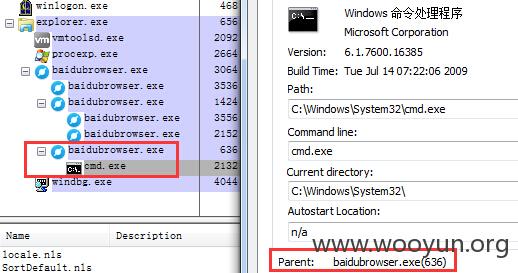 winlogon.exe 468
explorer.exe 656
vmtoolsd.exe 2092
procexp.exe 2964
baidubrowser.exe 3064
baidubrowser.exe 3536
baidubrowser.exe 1424
baidubrowser.exe 3556
baidubrowser.exe 2152
baidubrowser.exe 636
cmd.exe 2132
windbg.exe 4044
locale.nls
SortDefault.nls
Windows 命令处理程序
Microsoft Corporation
Version: 6.1.7600.16385
Build Time: Tue Jul 14 07:22:06 2009
Path:
C:\Windows\System32\cmd.exe
Command line:
cmd.exe
Current directory:
C:\Windows\System32\
Autostart Location:
n/a
www.wooyun.org
Parent: baidubrowser.exe(636)